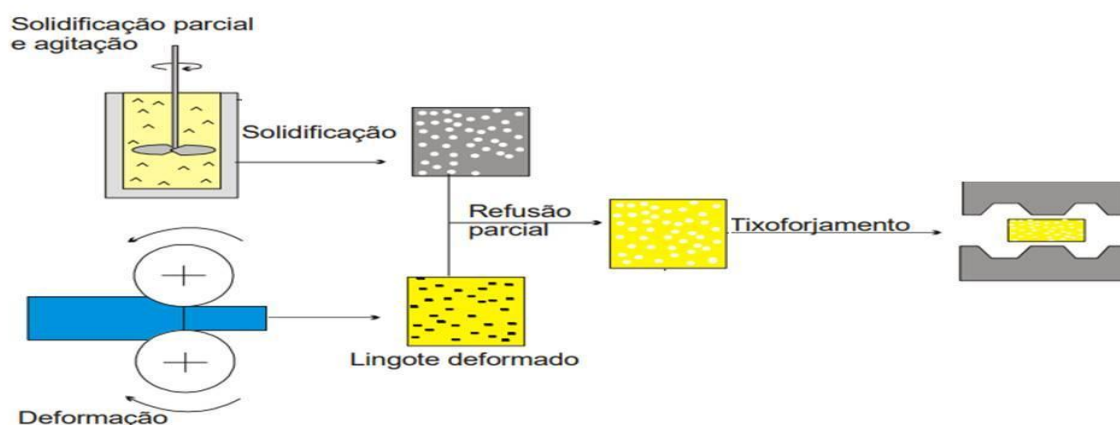 Solidificação parcial
e agitação
Solidificação
Refusão
parcial
Tixoforjamento
Lingote deformado
Deformação